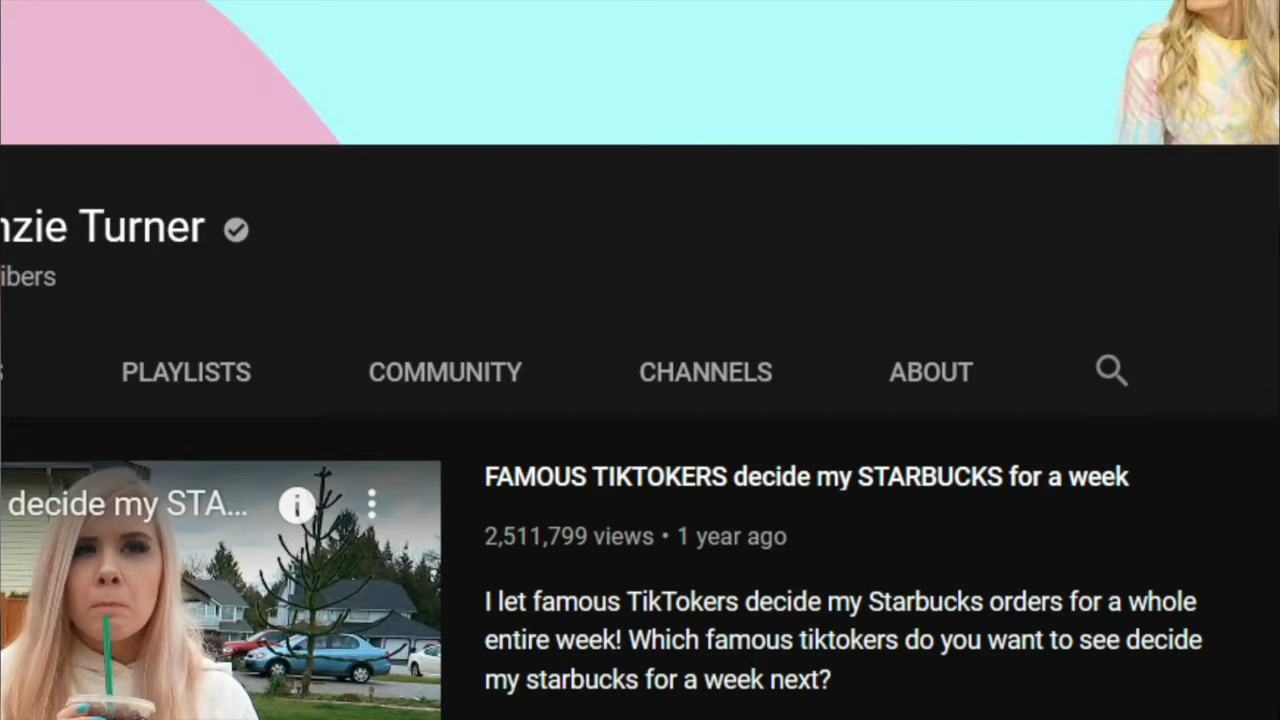 nzie Turner
ibers
PLAYLISTS
COMMUNITY
CHANNELS
ABOUT
decide my STA...
FAMOUS TIKTOKERS decide my STARBUCKS for a week
2,511,799 views • 1 year ago
I let famous TikTokers decide my Starbucks orders for a whole
entire week! Which famous tiktokers do you want to see decide
my starbucks for a week next?